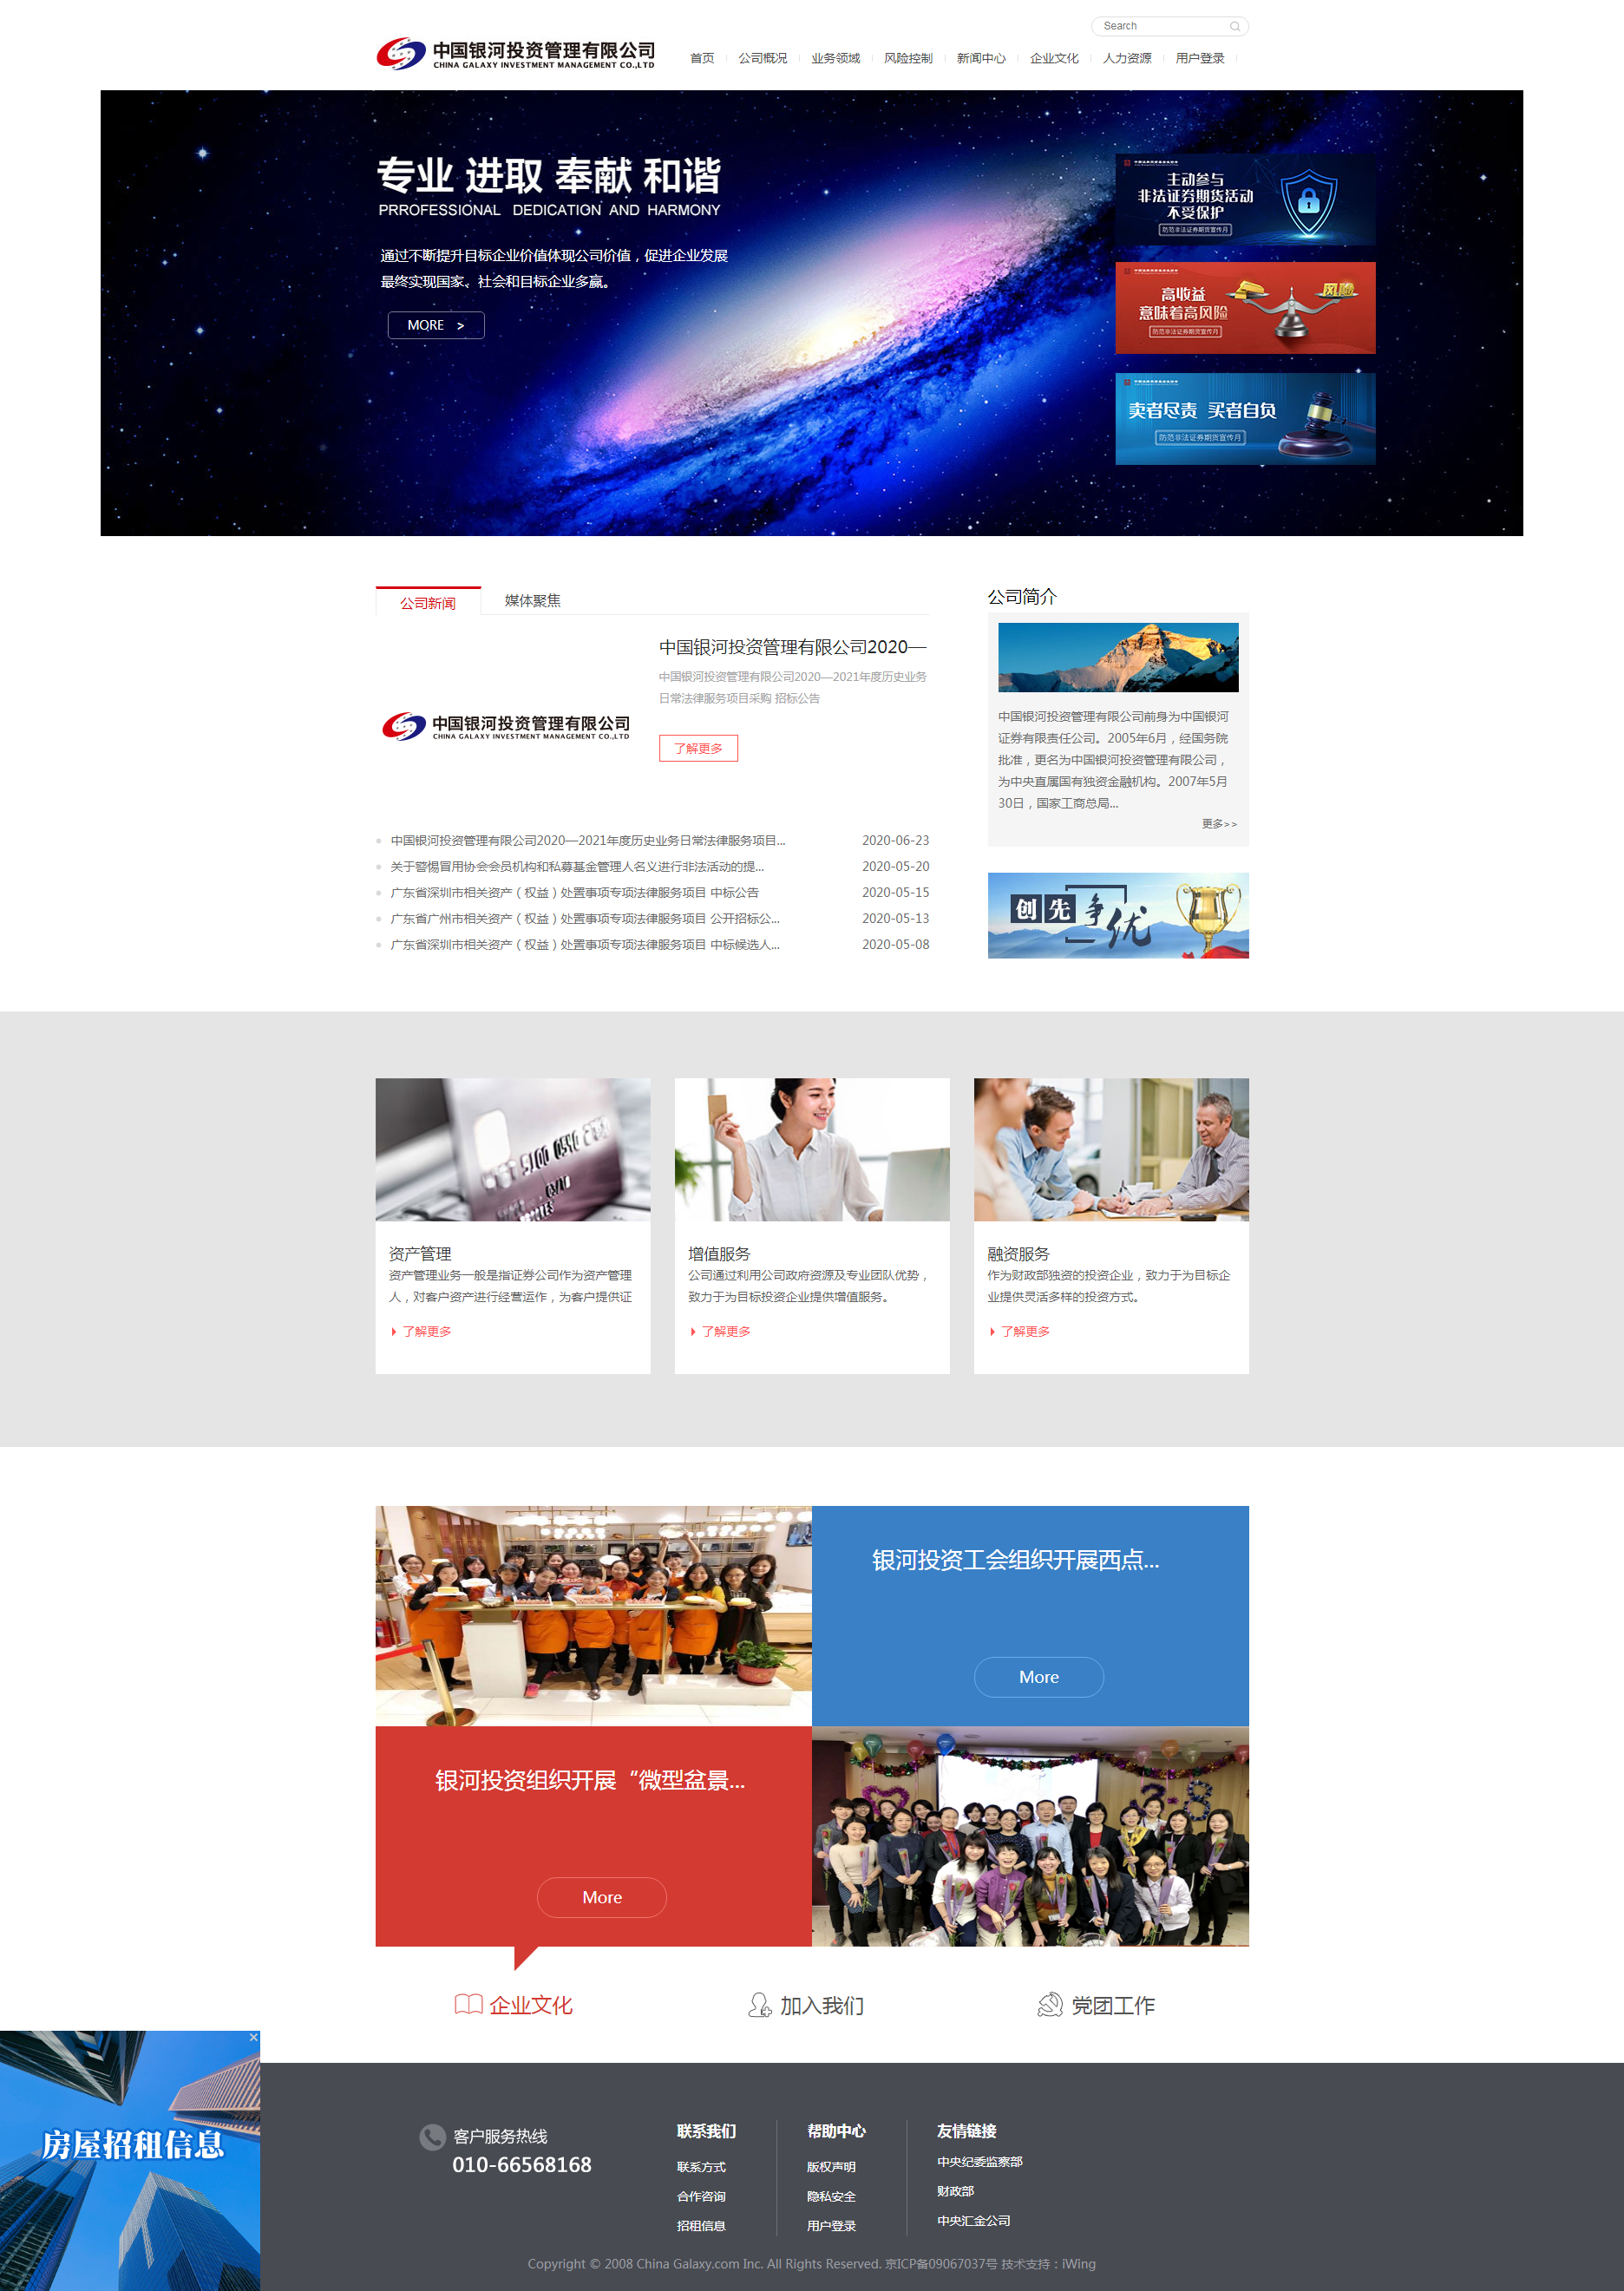 Search
中国银河投资管理有限公司
CHINA GALAXY INVESTMENT MANAGEMENT CO.,LTD
首页
公司概况
业务领域
风险控制
新闻中心
企业文化
人力资源
用户登录
专业 进取 奉献 和谐
PRROFESSIONAL DEDICATION AND HARMONY
通过不断提升目标企业价值体现公司价值，促进企业发展
最终实现国家、社会和目标企业多赢。
MORE >
主动参与
非法证券期货活动
不受保护
防范非法证券期货宣传月
高收益
意味着高风险
防范非法证券期货宣传月
风险
卖者尽责 买者自负
防范非法证券期货宣传月
公司新闻
媒体聚焦
中国银河投资管理有限公司
CHINA GALAXY INVESTMENT MANAGEMENT CO.,LTD
中国银河投资管理有限公司2020—
中国银河投资管理有限公司2020—2021年度历史业务
日常法律服务项目采购 招标公告
了解更多
中国银河投资管理有限公司2020—2021年度历史业务日常法律服务项目... 2020-06-23
关于警惕冒用协会会员机构和私募基金管理人名义进行非法活动的提... 2020-05-20
广东省深圳市相关资产（权益）处置事项专项法律服务项目 中标公告 2020-05-15
广东省广州市相关资产（权益）处置事项专项法律服务项目 公开招标公... 2020-05-13
广东省深圳市相关资产（权益）处置事项专项法律服务项目 中标候选人... 2020-05-08
公司简介
中国银河投资管理有限公司前身为中国银河
证券有限责任公司。2005年6月，经国务院
批准，更名为中国银河投资管理有限公司，
为中央直属国有独资金融机构。2007年5月
30日，国家工商总局...
更多>>
创先争优
资产管理
资产管理业务一般是指证券公司作为资产管理
人，对客户资产进行经营运作，为客户提供证
了解更多
增值服务
公司通过利用公司政府资源及专业团队优势，
致力于为目标投资企业提供增值服务。
了解更多
融资服务
作为财政部独资的投资企业，致力于为目标企
业提供灵活多样的投资方式。
了解更多
银河投资工会组织开展西点...
More
银河投资组织开展“微型盆景...
More
企业文化
加入我们
党团工作
×
房屋招租信息
客户服务热线
010-66568168
联系我们
联系方式
合作咨询
招租信息
帮助中心
版权声明
隐私安全
用户登录
友情链接
中央纪委监察部
财政部
中央汇金公司
Copyright © 2008 China Galaxy.com Inc. All Rights Reserved. 京ICP备09067037号 技术支持：iWing